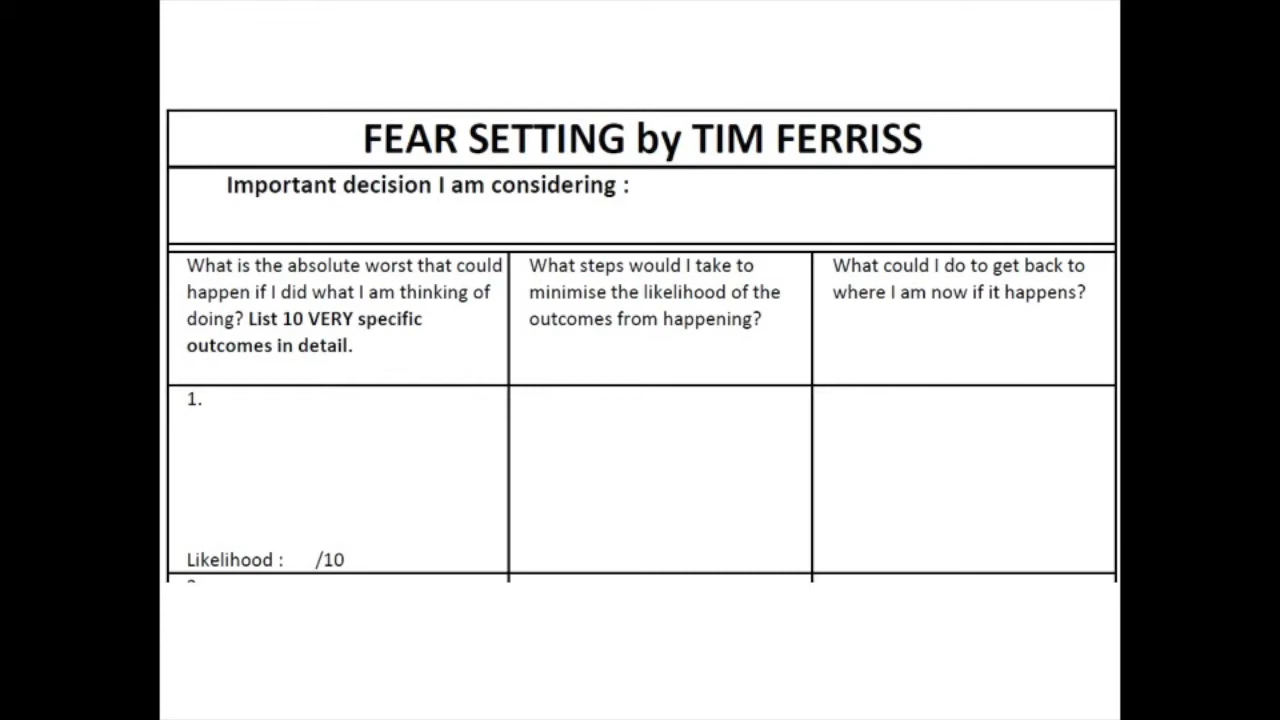 FEAR SETTING by TIM FERRISS
Important decision I am considering :
What is the absolute worst that could
happen if I did what I am thinking of
doing? List 10 VERY specific
outcomes in detail.
What steps would I take to
minimise the likelihood of the
outcomes from happening?
What could I do to get back to
where I am now if it happens?
1.
Likelihood : /10